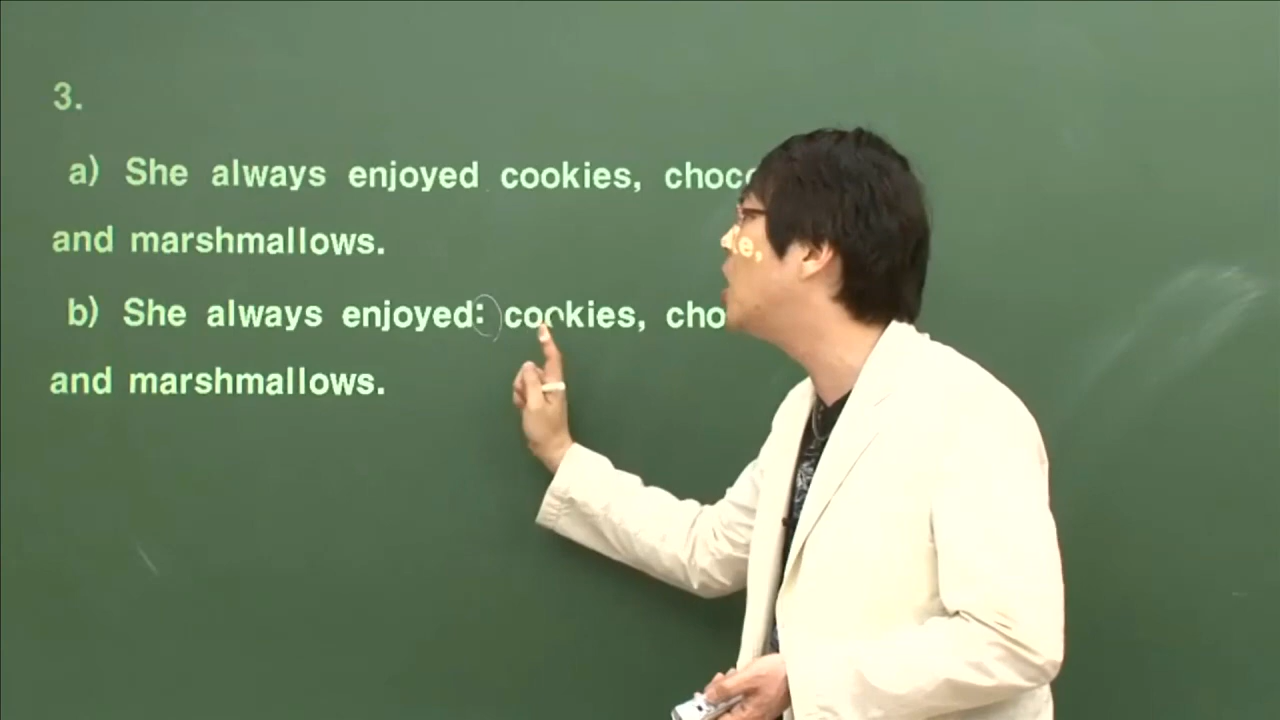 3.
a) She always enjoyed cookies,
and marshmallows.
b) She always enjoyed: cookies,
and marshmallows.